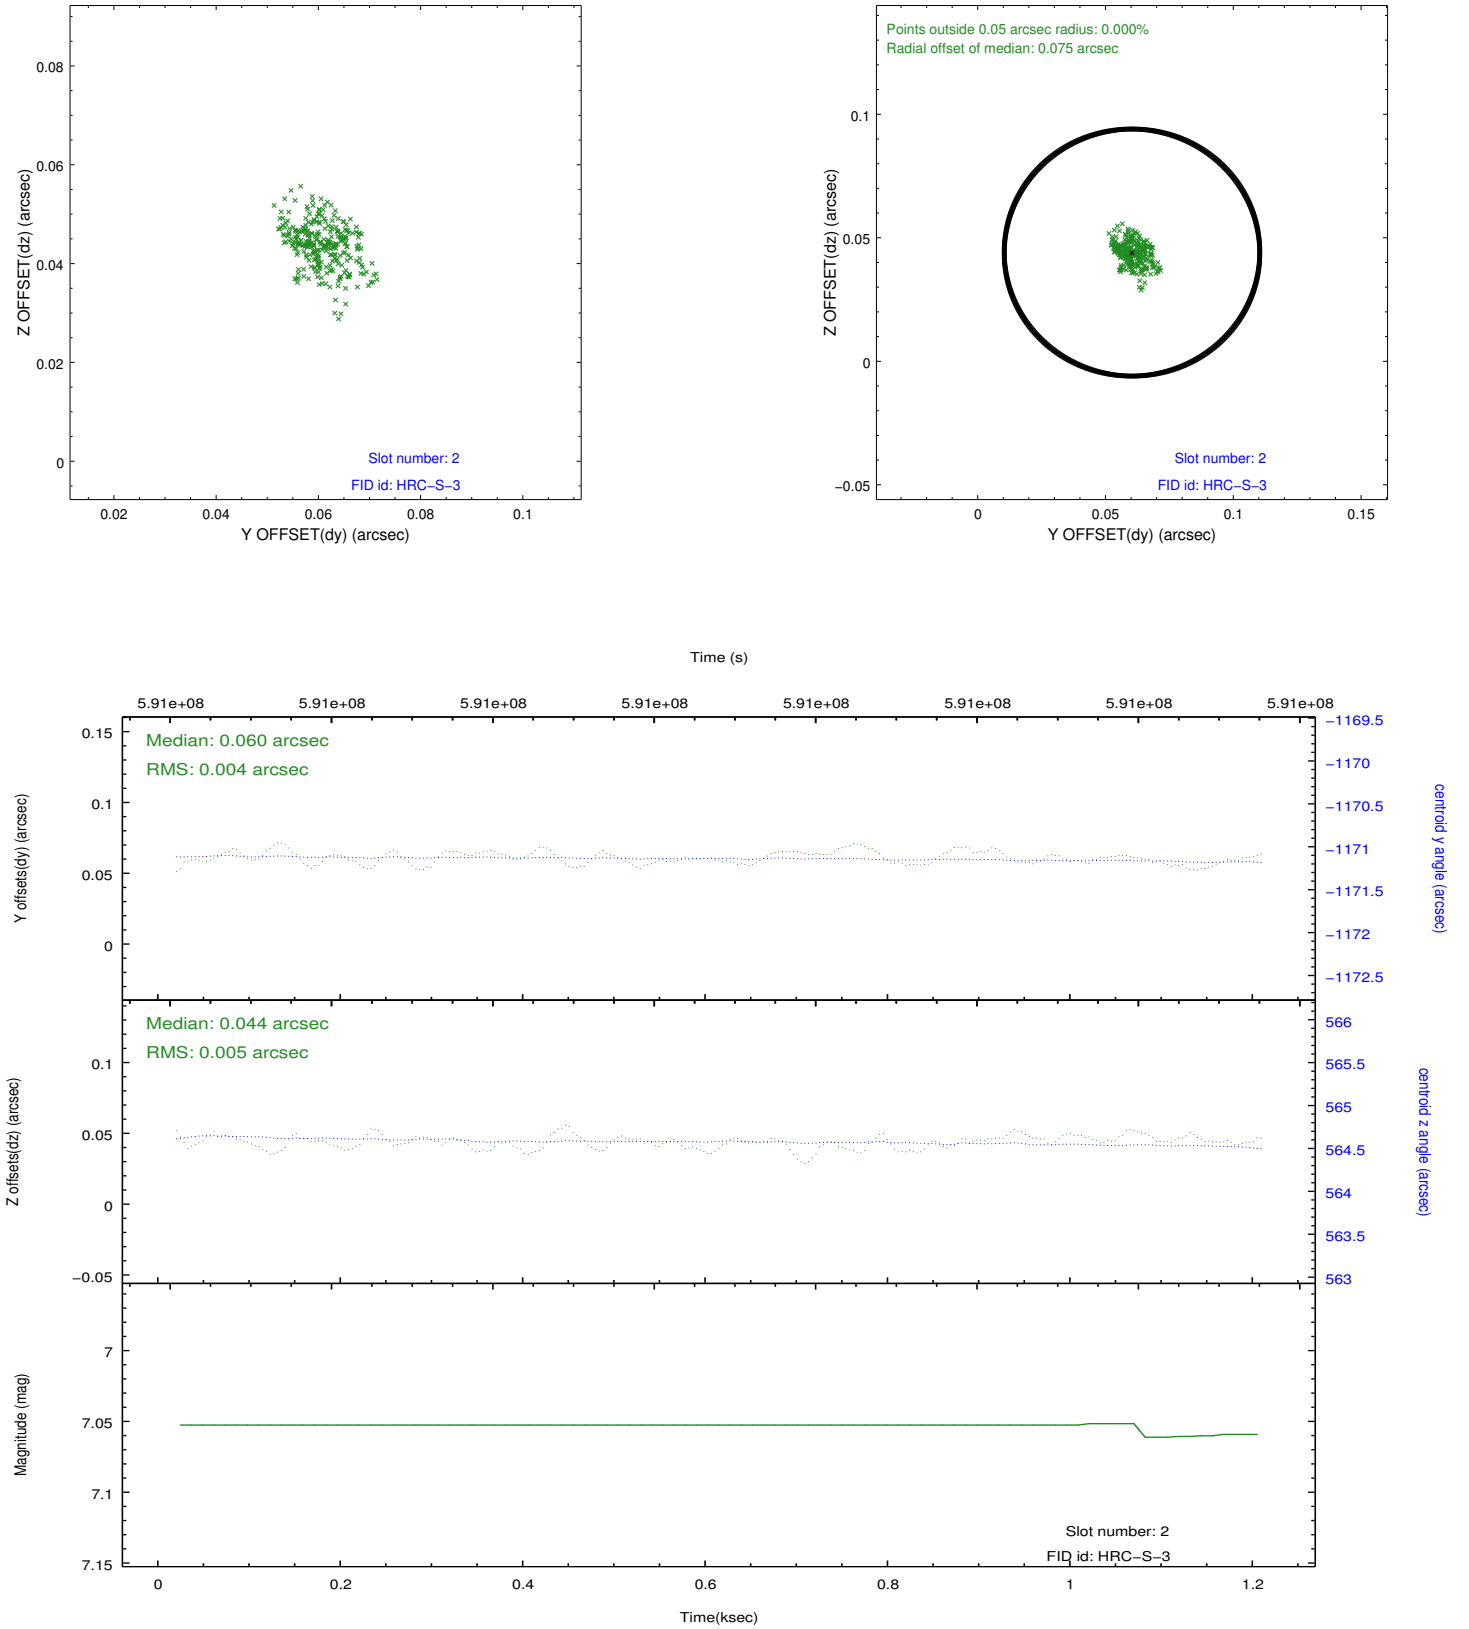 0.08
0.06
0.04
0.02
0
Z OFFSET(dz) (arcsec)
Slot number: 2
FID id: HRC−S−3
0.02 0.04 0.06 0.08 0.1
Y OFFSET(dy) (arcsec)
Points outside 0.05 arcsec radius: 0.000%
Radial offset of median: 0.075 arcsec
0.1
0.05
0
−0.05
Z OFFSET(dz) (arcsec)
Slot number: 2
FID id: HRC−S−3
0 0.05 0.1 0.15
Y OFFSET(dy) (arcsec)
Time (s)
5.91e+08 5.91e+08 5.91e+08 5.91e+08 5.91e+08 5.91e+08 5.91e+08 5.91e+08
Median: 0.060 arcsec
RMS: 0.004 arcsec
0.15
0.1
0.05
0
Y offsets(dy) (arcsec)
−1169.5
−1170
−1170.5
−1171
−1171.5
−1172
−1172.5
centroid y angle (arcsec)
Median: 0.044 arcsec
RMS: 0.005 arcsec
0.1
0.05
0
−0.05
Z offsets(dz) (arcsec)
566
565.5
565
564.5
564
563.5
563
centroid z angle (arcsec)
7
7.05
7.1
7.15
Magnitude (mag)
Slot number: 2
FID id: HRC−S−3
0 0.2 0.4 0.6 0.8 1 1.2
Time(ksec)